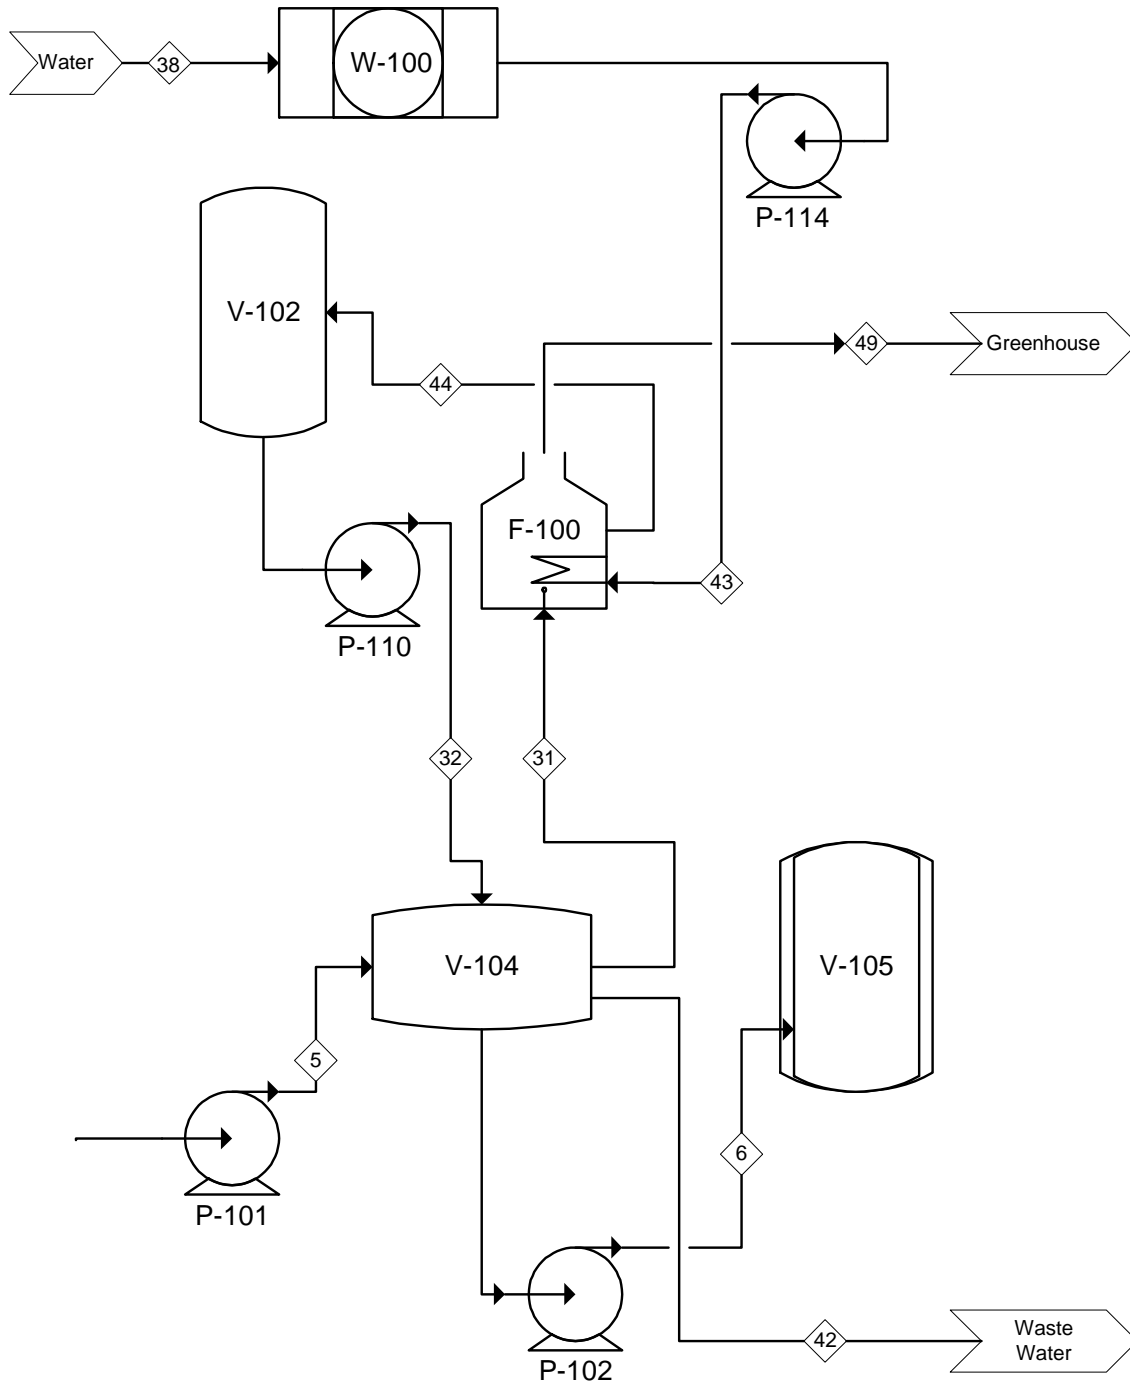 W-100
Water
38
P-114
V-102
49
Greenhouse
44
F-100
43
P-110
32
31
V-104
V-105
5
6
P-101
Waste
Water
42
P-102